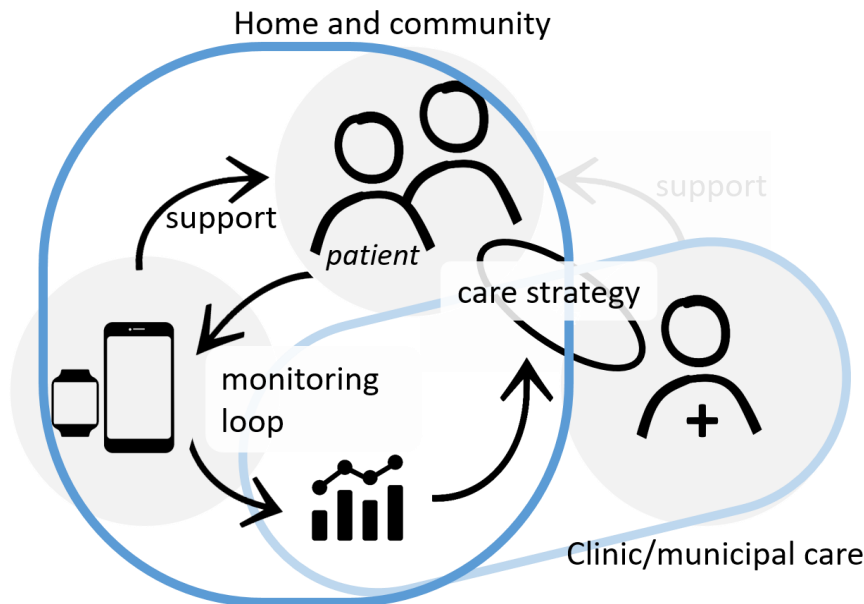 Home and community
support
support
patient
care strategy
monitoring
loop
Clinic/municipal care